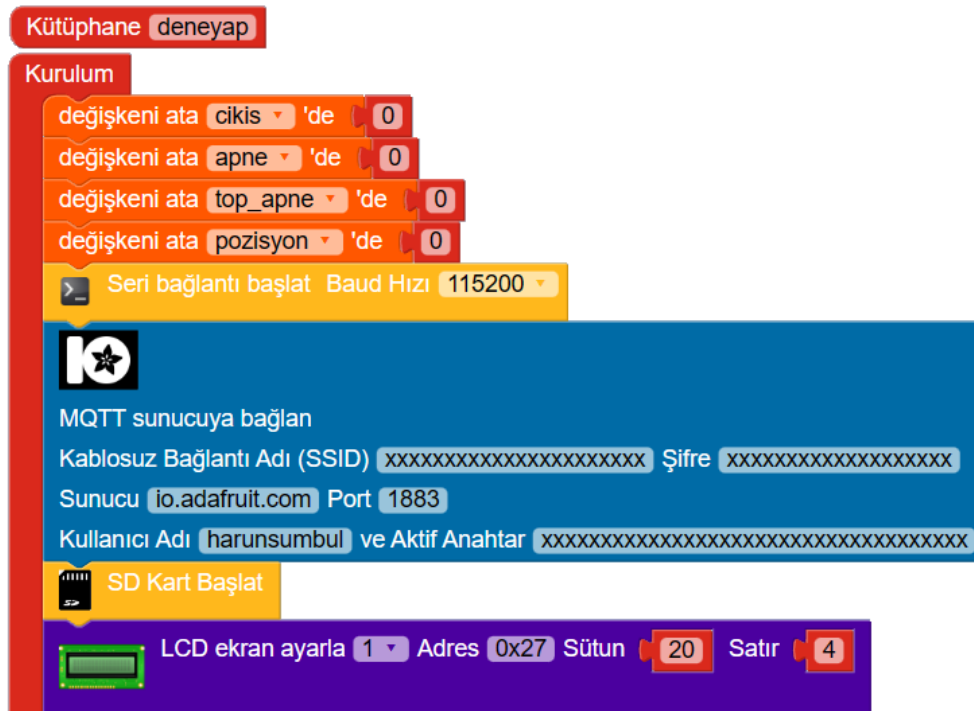 Kütüphane deneyap
Kurulum
değişkeni ata cikis 'de 0
değişkeni ata apne 'de 0
değişkeni ata top_apne 'de 0
değişkeni ata pozisyon 'de 0
Seri bağlantı başlat Baud Hızı 115200
MQTT sunucuya bağlan
Kablosuz Bağlantı Adı (SSID) xxxxxxxxxxxxxxxxxxxxxx Şifre xxxxxxxxxxxxxxxxxxx
Sunucu io.adafruit.com Port 1883
Kullanıcı Adı harunsumbul ve Aktif Anahtar xxxxxxxxxxxxxxxxxxxxxxxxxxxxxxxxxxxx
SD Kart Başlat
LCD ekran ayarla 1 Adres 0x27 Sütun 20 Satır 4